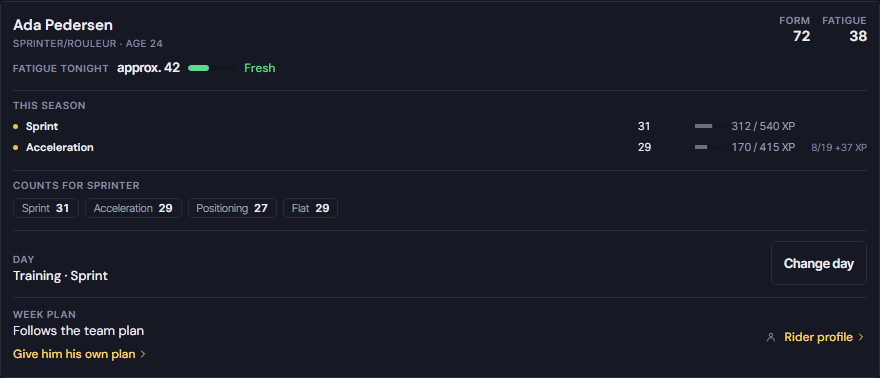 Ada Pedersen
SPRINTER/ROULEUR · AGE 24
FORM FATIGUE
72 38
FATIGUE TONIGHT approx. 42 Fresh
THIS SEASON
Sprint 31 312 / 540 XP
Acceleration 29 170 / 415 XP 8/19 +37 XP
COUNTS FOR SPRINTER
Sprint 31 Acceleration 29 Positioning 27 Flat 29
DAY
Training · Sprint
Change day
WEEK PLAN
Follows the team plan
Give him his own plan >
Rider profile >